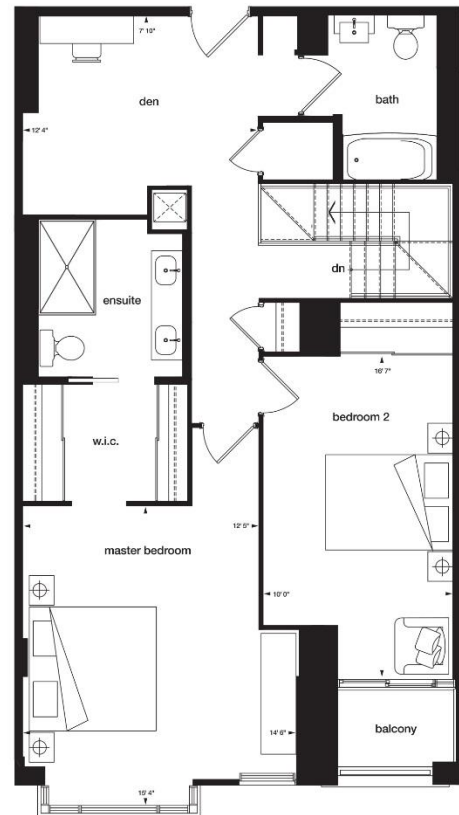 7' 10"
den
bath
12' 4"
dn
ensuite
16' 7"
bedroom 2
w.i.c.
12' 5"
master bedroom
10' 0"
14' 6"
balcony
15' 4"